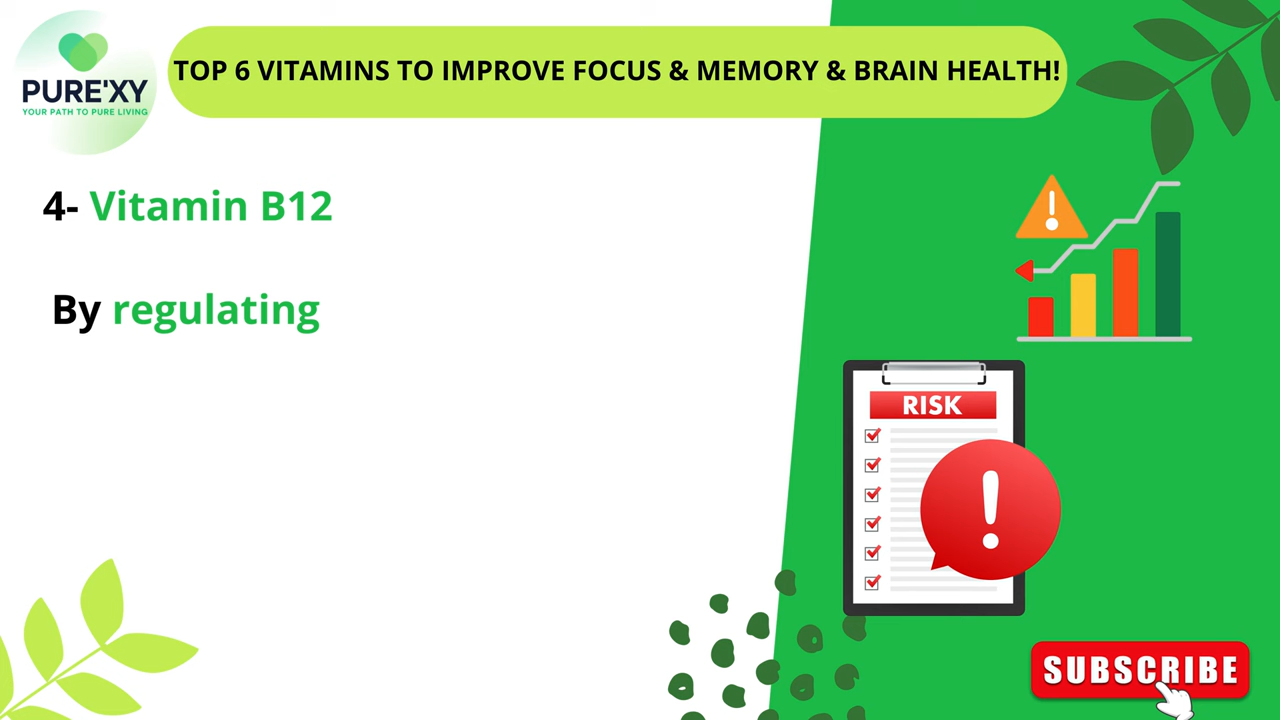 PURE'XY
YOUR PATH TO PURE LIVING
TOP 6 VITAMINS TO IMPROVE FOCUS & MEMORY & BRAIN HEALTH!
4- Vitamin B12
By regulating
RISK
SUBSCRIBE